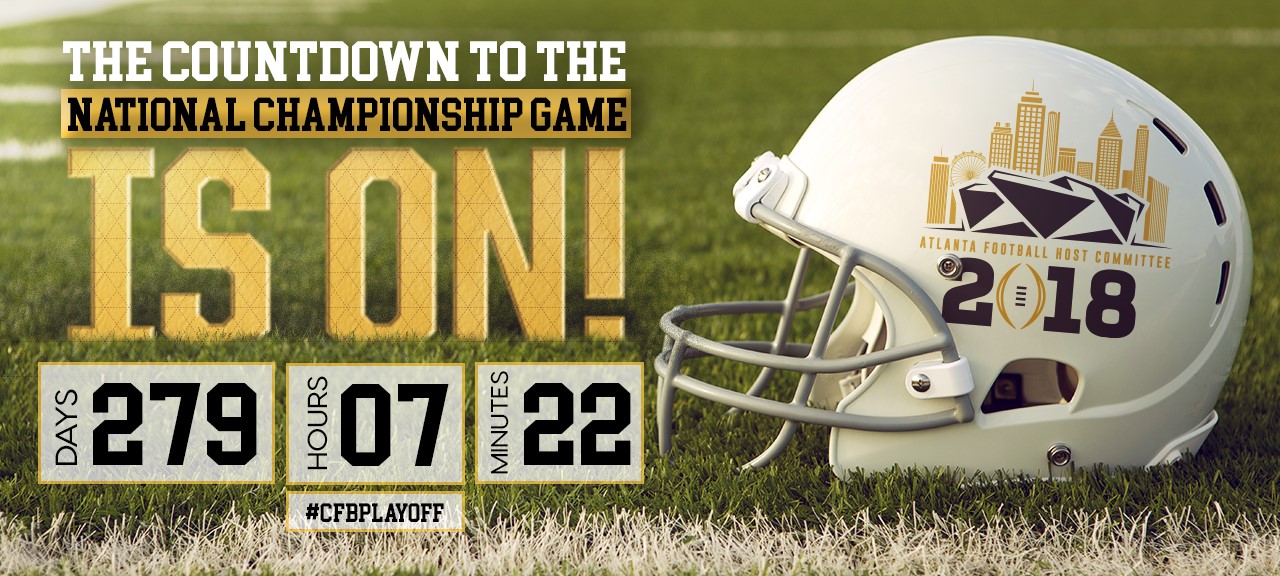 THE COUNTDOWN TO THE
NATIONAL CHAMPIONSHIP GAME
IS ON!
DAYS 279
HOURS 07
MINUTES 22
#CFBPLAYOFF
ATLANTA FOOTBALL HOST COMMITTEE
2018